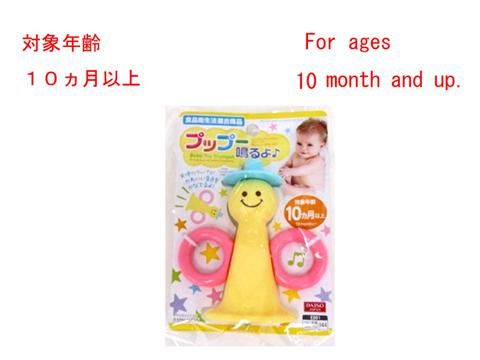 対象年齢
１０ヵ月以上
For ages
10 month and up.
食品衛生法適合商品
プップー
鳴るよ♪
対象年齢
10ヵ月以上
DAISO
JAPAN